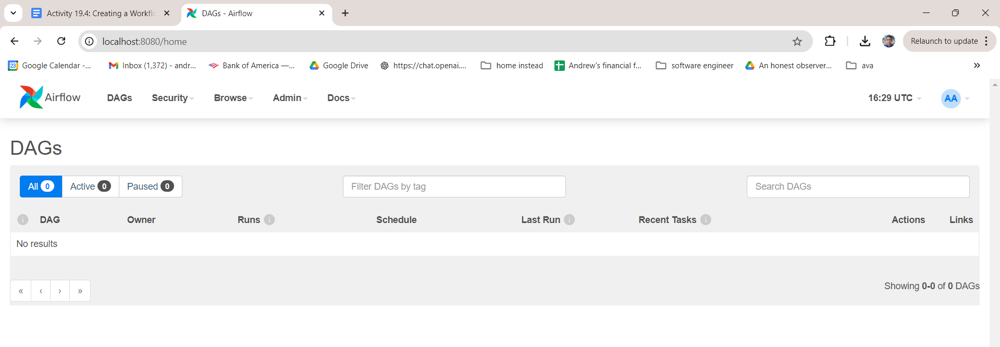 Activity 19.4: Creating a Workflo
DAGs - Airflow
localhost:8080/home
Relaunch to update
23 Google Calendar -...
Inbox (1,372) - andr...
Bank of America —...
Google Drive
https://chat.openai....
home instead
Andrew's financial f...
software engineer
An honest observer...
ava
Airflow
DAGs
Security
Browse
Admin
Docs
16:29 UTC
AA
DAGs
All 0
Active 0
Paused 0
Filter DAGs by tag
Search DAGs
DAG Owner Runs Schedule Last Run Recent Tasks Actions Links
No results
« ‹ › »
Showing 0-0 of 0 DAGs